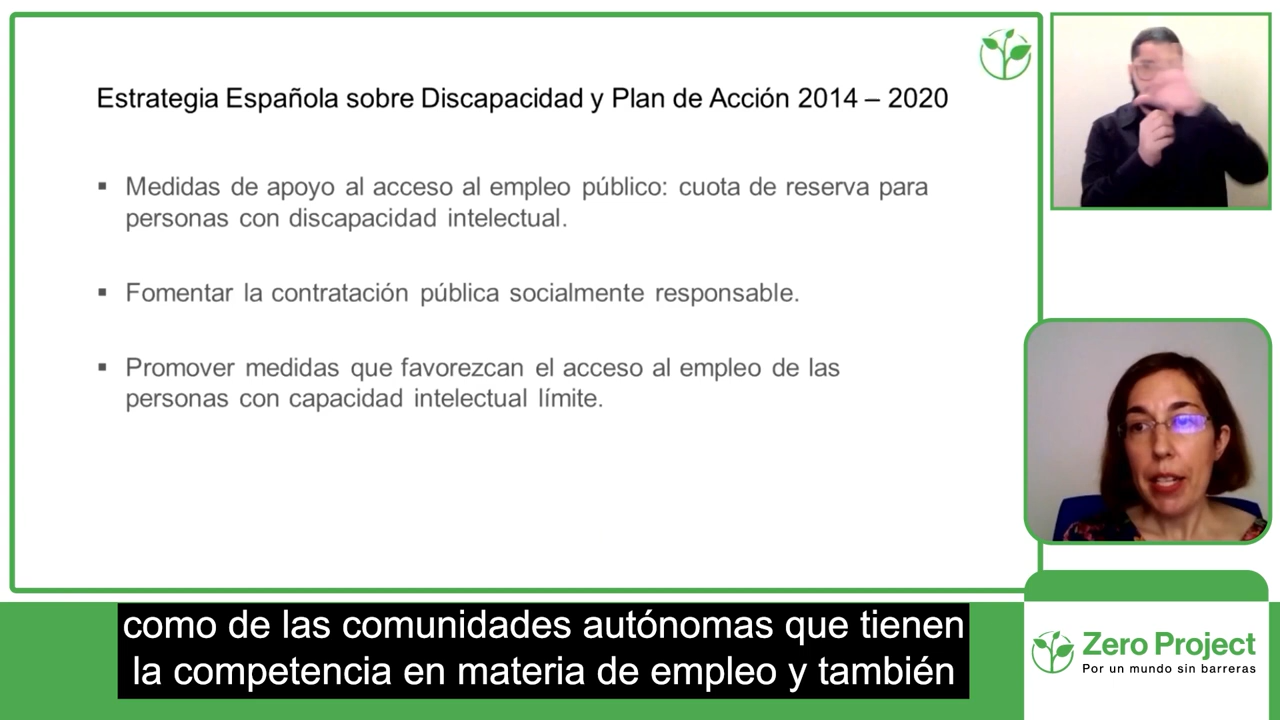 Estrategia Española sobre Discapacidad y Plan de Acción 2014 – 2020
▪ Medidas de apoyo al acceso al empleo público: cuota de reserva para
personas con discapacidad intelectual.
▪ Fomentar la contratación pública socialmente responsable.
▪ Promover medidas que favorezcan el acceso al empleo de las
personas con capacidad intelectual límite.
como de las comunidades autónomas que tienen
la competencia en materia de empleo y también
Zero Project
Por un mundo sin barreras